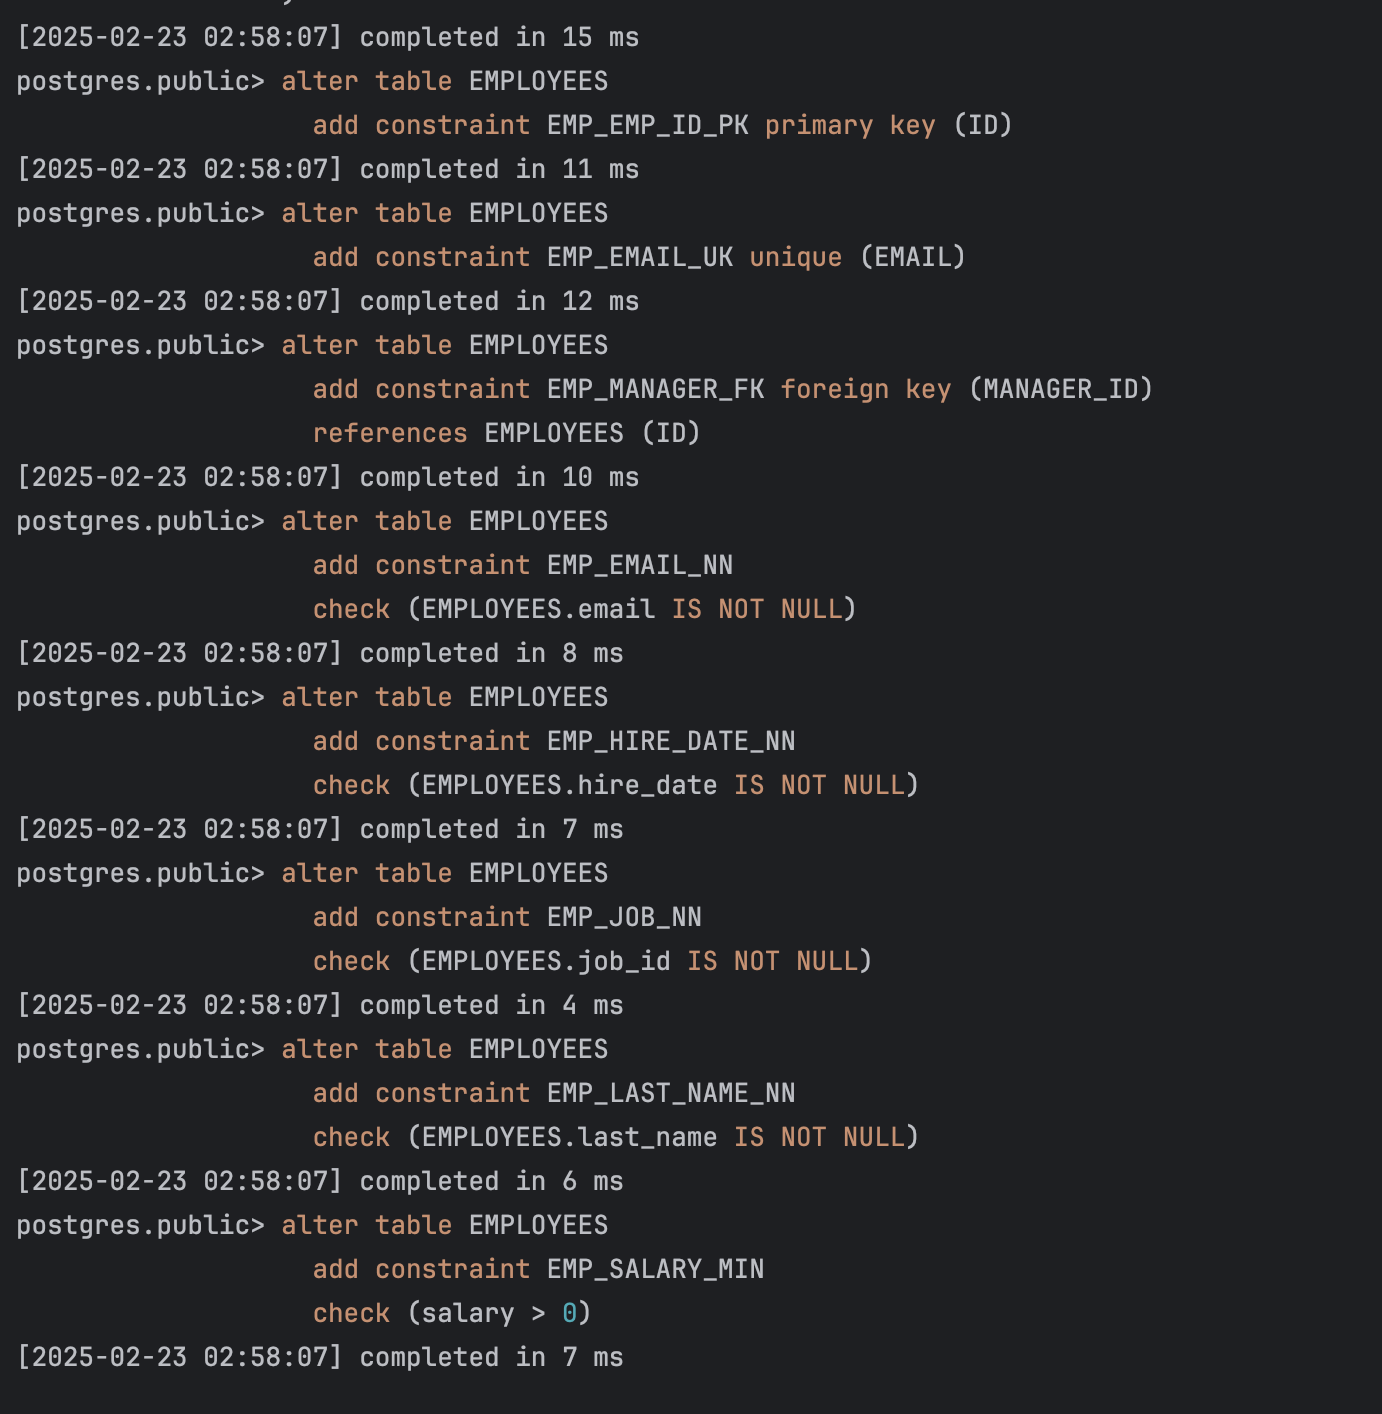 [2025-02-23 02:58:07] completed in 15 ms
postgres.public> alter table EMPLOYEES
add constraint EMP_EMP_ID_PK primary key (ID)
[2025-02-23 02:58:07] completed in 11 ms
postgres.public> alter table EMPLOYEES
add constraint EMP_EMAIL_UK unique (EMAIL)
[2025-02-23 02:58:07] completed in 12 ms
postgres.public> alter table EMPLOYEES
add constraint EMP_MANAGER_FK foreign key (MANAGER_ID)
references EMPLOYEES (ID)
[2025-02-23 02:58:07] completed in 10 ms
postgres.public> alter table EMPLOYEES
add constraint EMP_EMAIL_NN
check (EMPLOYEES.email IS NOT NULL)
[2025-02-23 02:58:07] completed in 8 ms
postgres.public> alter table EMPLOYEES
add constraint EMP_HIRE_DATE_NN
check (EMPLOYEES.hire_date IS NOT NULL)
[2025-02-23 02:58:07] completed in 7 ms
postgres.public> alter table EMPLOYEES
add constraint EMP_JOB_NN
check (EMPLOYEES.job_id IS NOT NULL)
[2025-02-23 02:58:07] completed in 4 ms
postgres.public> alter table EMPLOYEES
add constraint EMP_LAST_NAME_NN
check (EMPLOYEES.last_name IS NOT NULL)
[2025-02-23 02:58:07] completed in 6 ms
postgres.public> alter table EMPLOYEES
add constraint EMP_SALARY_MIN
check (salary > 0)
[2025-02-23 02:58:07] completed in 7 ms